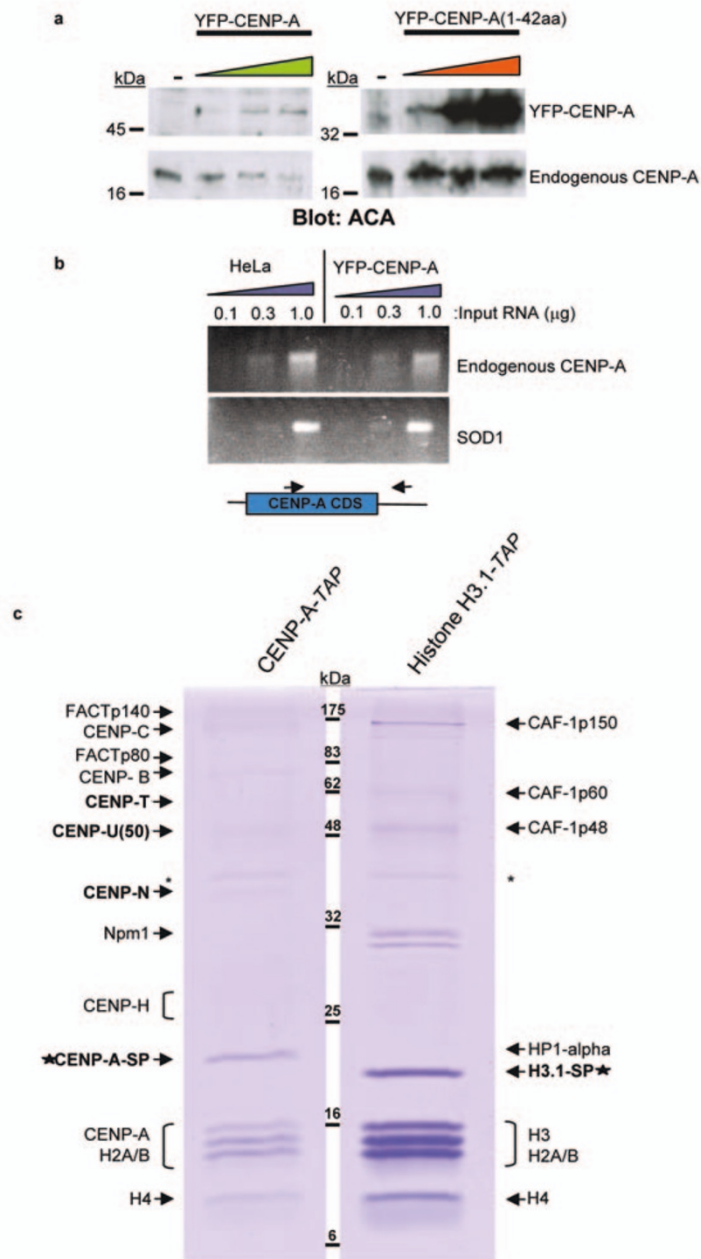 a
YFP-CENP-A
YFP-CENP-A(1-42aa)
kDa
-
kDa
-
45
32
YFP-CENP-A
16
16
Endogenous CENP-A
Blot: ACA
b
HeLa
YFP-CENP-A
0.1 0.3 1.0 0.1 0.3 1.0 :Input RNA (µg)
Endogenous CENP-A
SOD1
CENP-A CDS
c
CENP-A-TAP
Histone H3.1-TAP
kDa
FACTp140
175
CENP-C
CAF-1p150
FACTp80
83
CENP- B
62
CENP-T
CAF-1p60
CENP-U(50)
48
CAF-1p48
*
*
CENP-N
Npm1
32
CENP-H
25
★CENP-A-SP
HP1-alpha
H3.1-SP★
16
CENP-A
H3
H2A/B
H2A/B
H4
H4
6